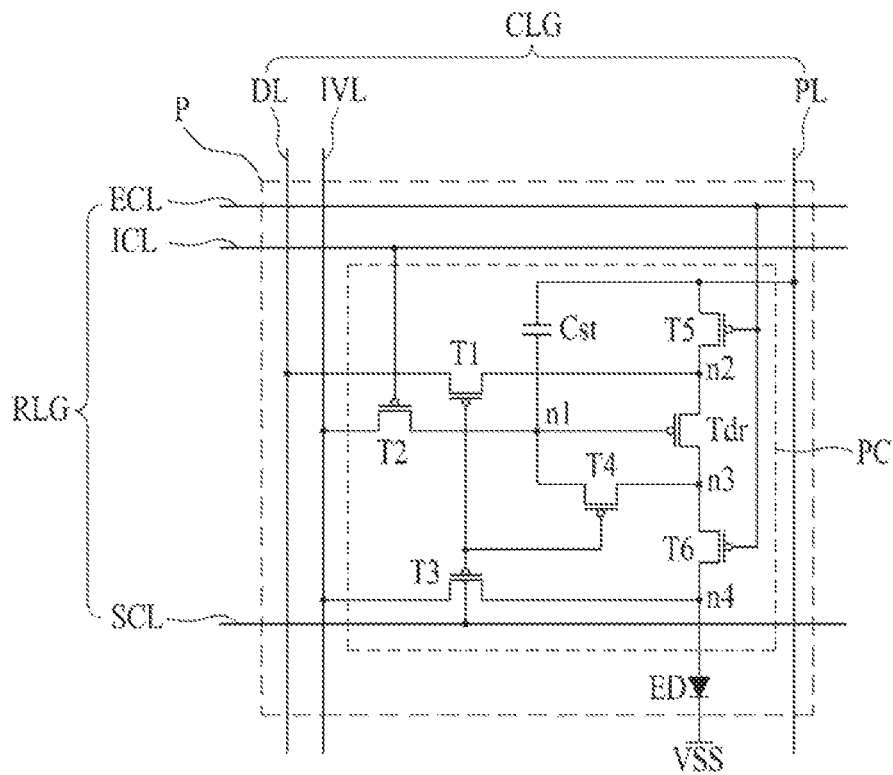 CLG
DL IVL PL
P
ECL
ICL
Cst T5
T1 n2
RLG
n1 Tdr
T2 PC
T4 n3
T6
T3 n4
SCL
ED
VSS